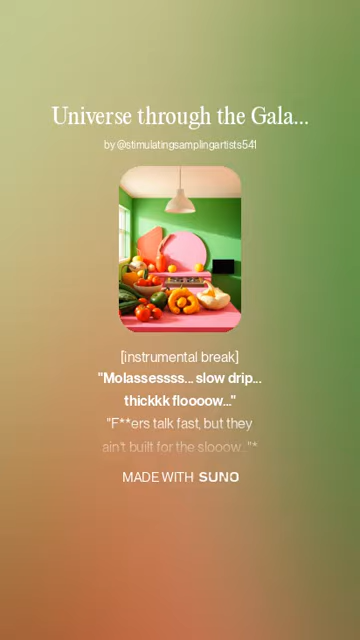 Universe through the Gala...
by @stimulatingsamplingartists541
[instrumental break]
"Molassessss... slow drip...
thickkk floooow..."
"F**ers talk fast, but they
ain't built for the slooow..."*
MADE WITH SUNO